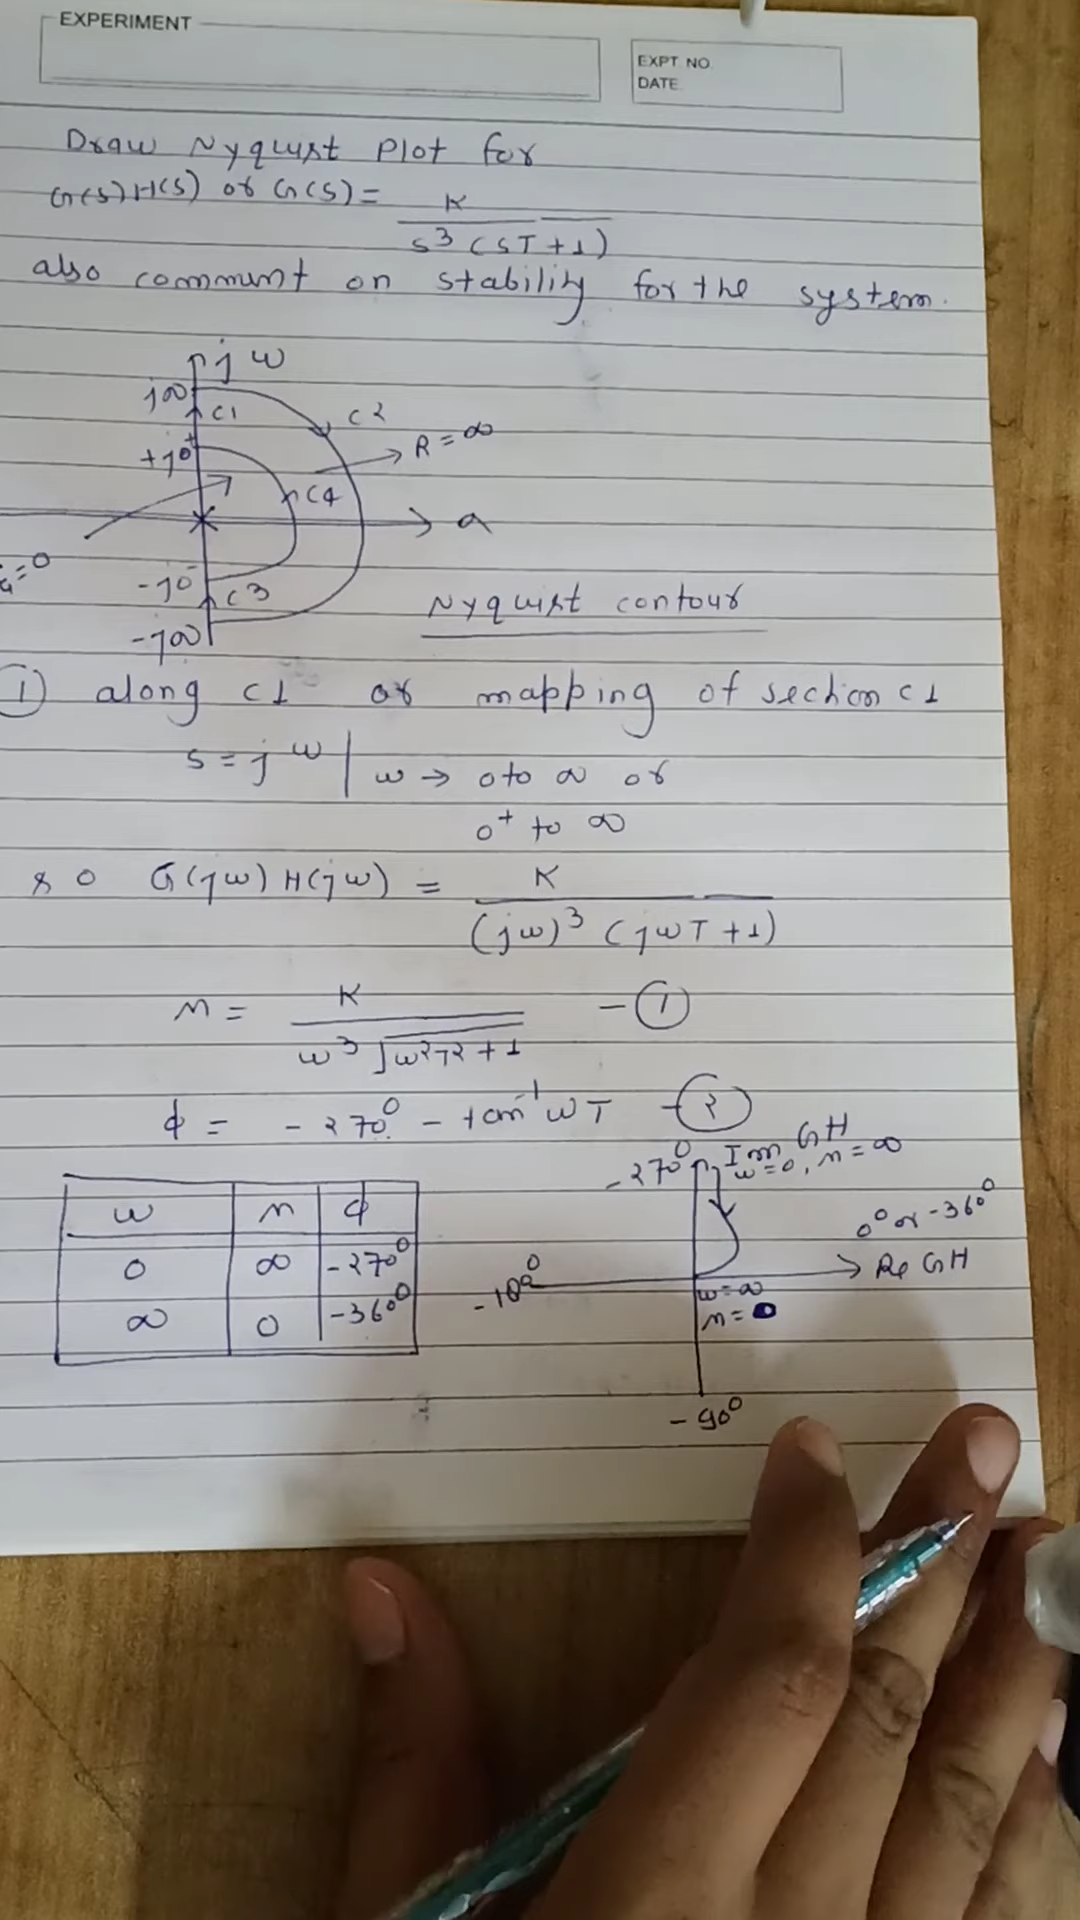 EXPERIMENT
EXPT. NO.
DATE
Draw Nyquist Plot for
G(s)H(s) or G(s) = K / s³(sT+1)
also comment on stability for the system.
jω
j∞
C1
C2
R = ∞
+j0⁺
C4
σ
= 0
-j0⁻
C3
-j∞
Nyquist contour
① along C1 or mapping of section C1
s = jω | ω → 0 to ∞ or
0⁺ to ∞
so G(jω) H(jω) = K / (jω)³ (jωT+1)
M = K / ω³ √ω²T²+1 - ①
φ = -270° - tan⁻¹ωT - ②
ω M φ
0 ∞ -270°
∞ 0 -360°
-270° Im GH
ω=0, M=∞
0° or -360°
Re GH
-180°
ω=∞
M=0
-90°